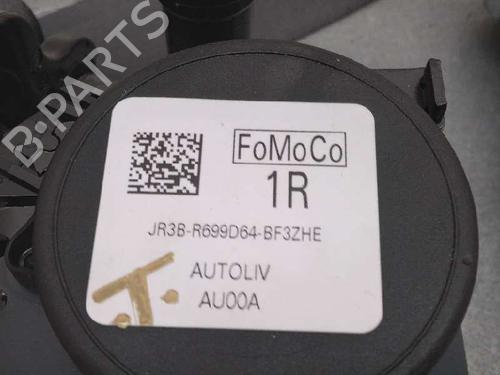 B-PARTS
FoMoCo
1R
JR3B-R699D64-BF3ZHE
AUTOLIV
AU00A
.T.